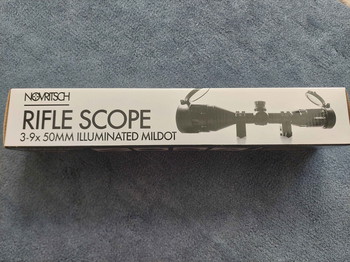 NOVRITSCH
RIFLE SCOPE
3-9x 50MM ILLUMINATED MILDOT